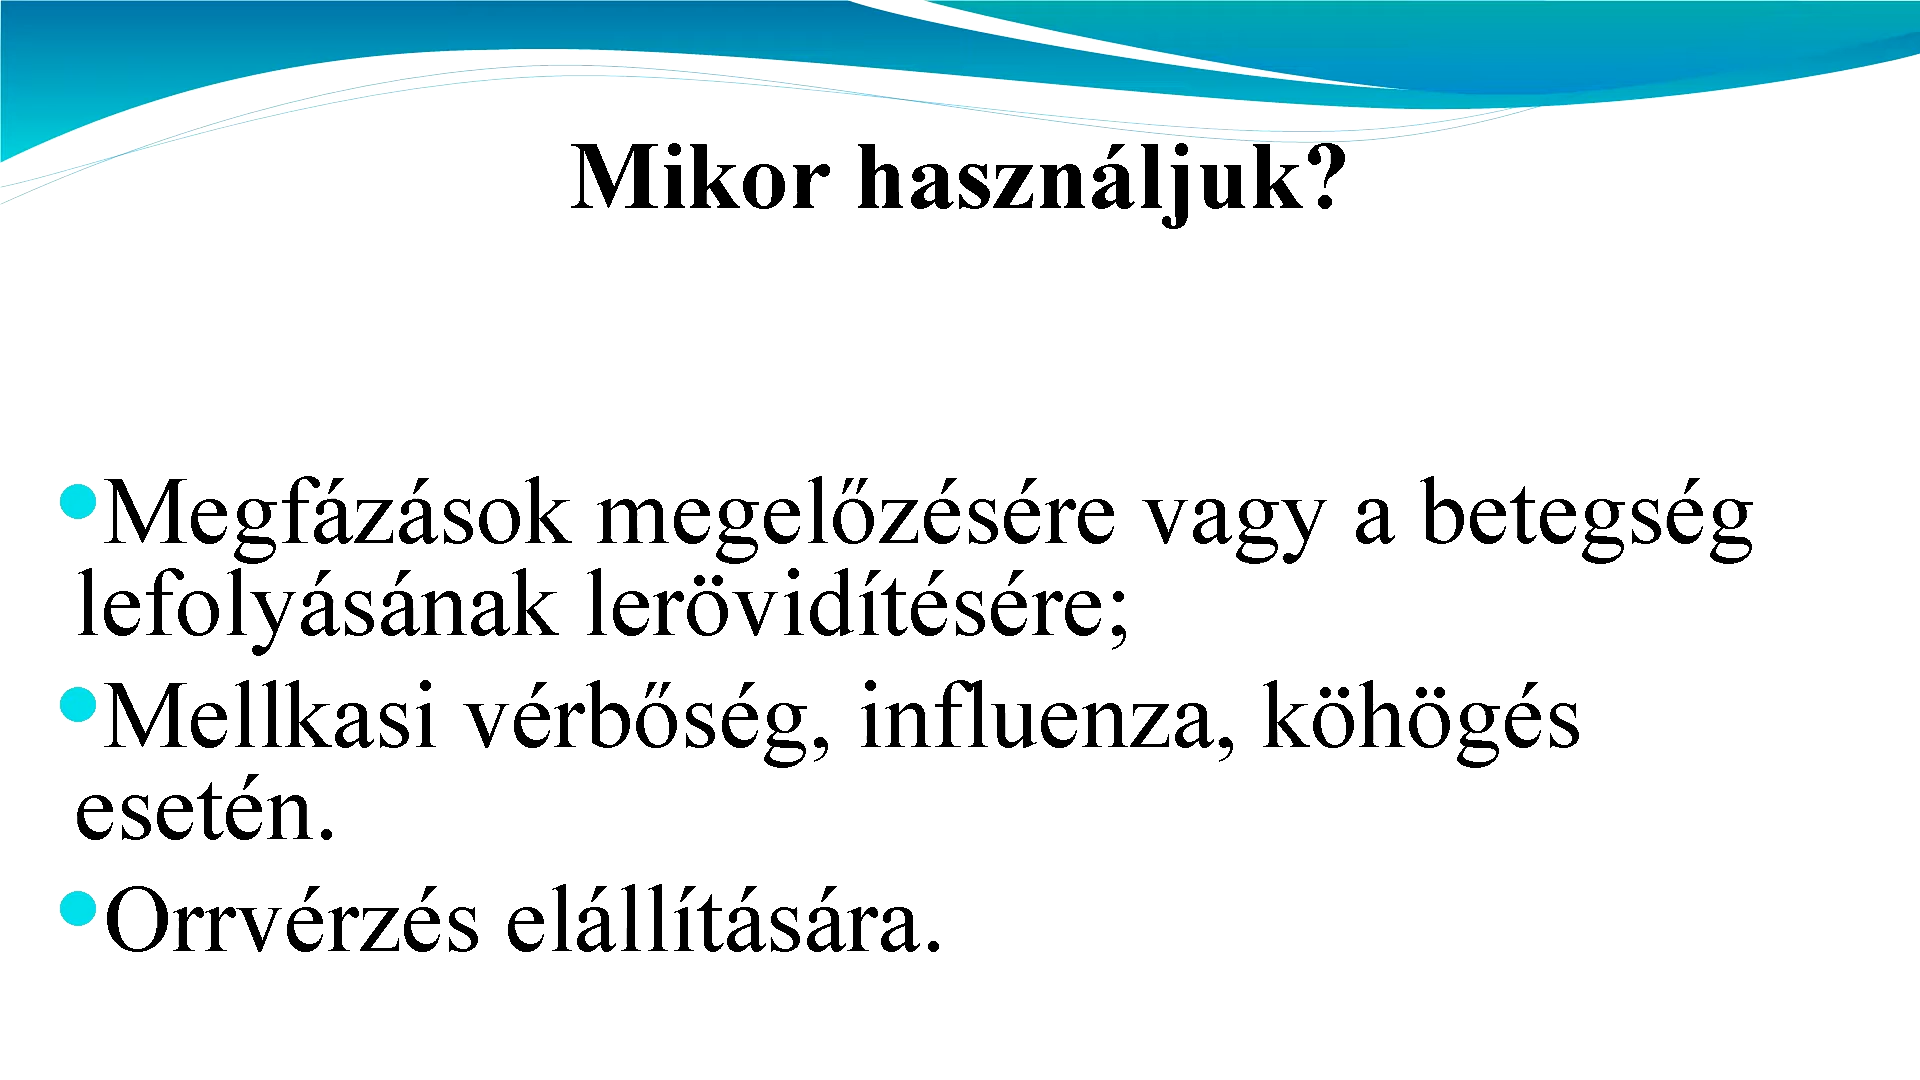 Mikor használjuk?
•Megfázások megelőzésére vagy a betegség
lefolyásának lerövidítésére;
•Mellkasi vérbőség, influenza, köhögés
esetén.
•Orrvérzés elállítására.